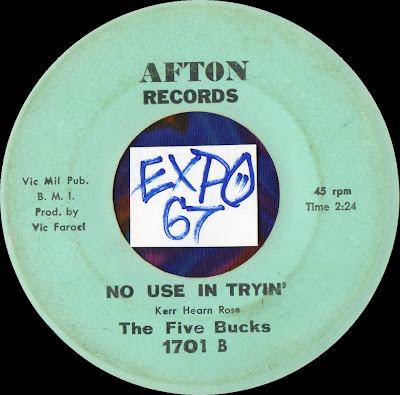 AFTON
RECORDS
Vic Mil Pub.
B. M. I.
Prod. by
Vic Farael
EXPO
67
45 rpm
Time 2:24
NO USE IN TRYIN'
Kerr Hearn Rose
The Five Bucks
1701 B